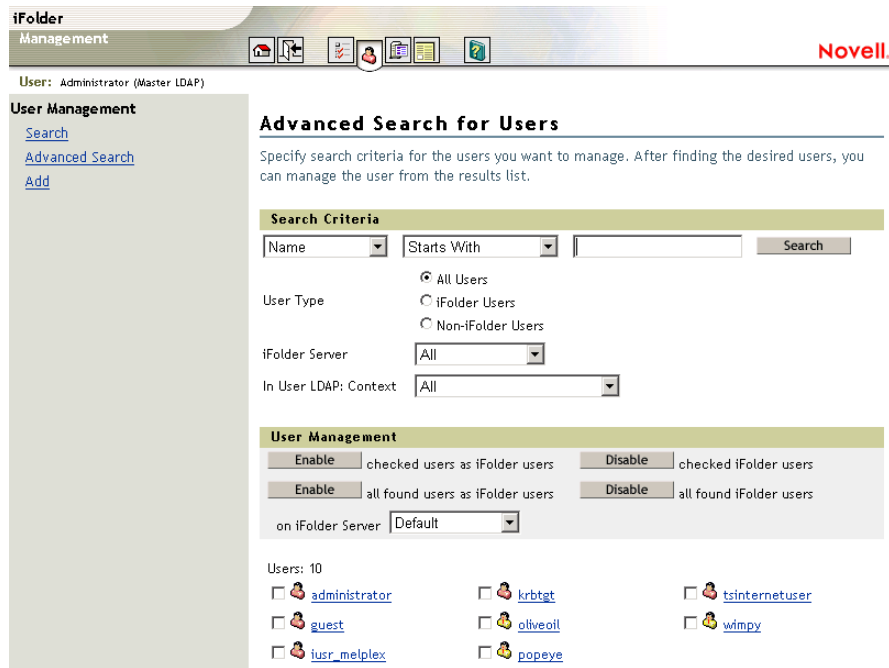 iFolder
Management
Novell.
User: Administrator (Master LDAP)
User Management
Search
Advanced Search
Add
Advanced Search for Users
Specify search criteria for the users you want to manage. After finding the desired users, you
can manage the user from the results list.
Search Criteria
Name Starts With Search
All Users
User Type iFolder Users
Non-iFolder Users
iFolder Server All
In User LDAP: Context All
User Management
Enable checked users as iFolder users Disable checked iFolder users
Enable all found users as iFolder users Disable all found iFolder users
on iFolder Server Default
Users: 10
administrator krbtgt tsinternetuser
guest oliveoil wimpy
iusr_melplex popeye